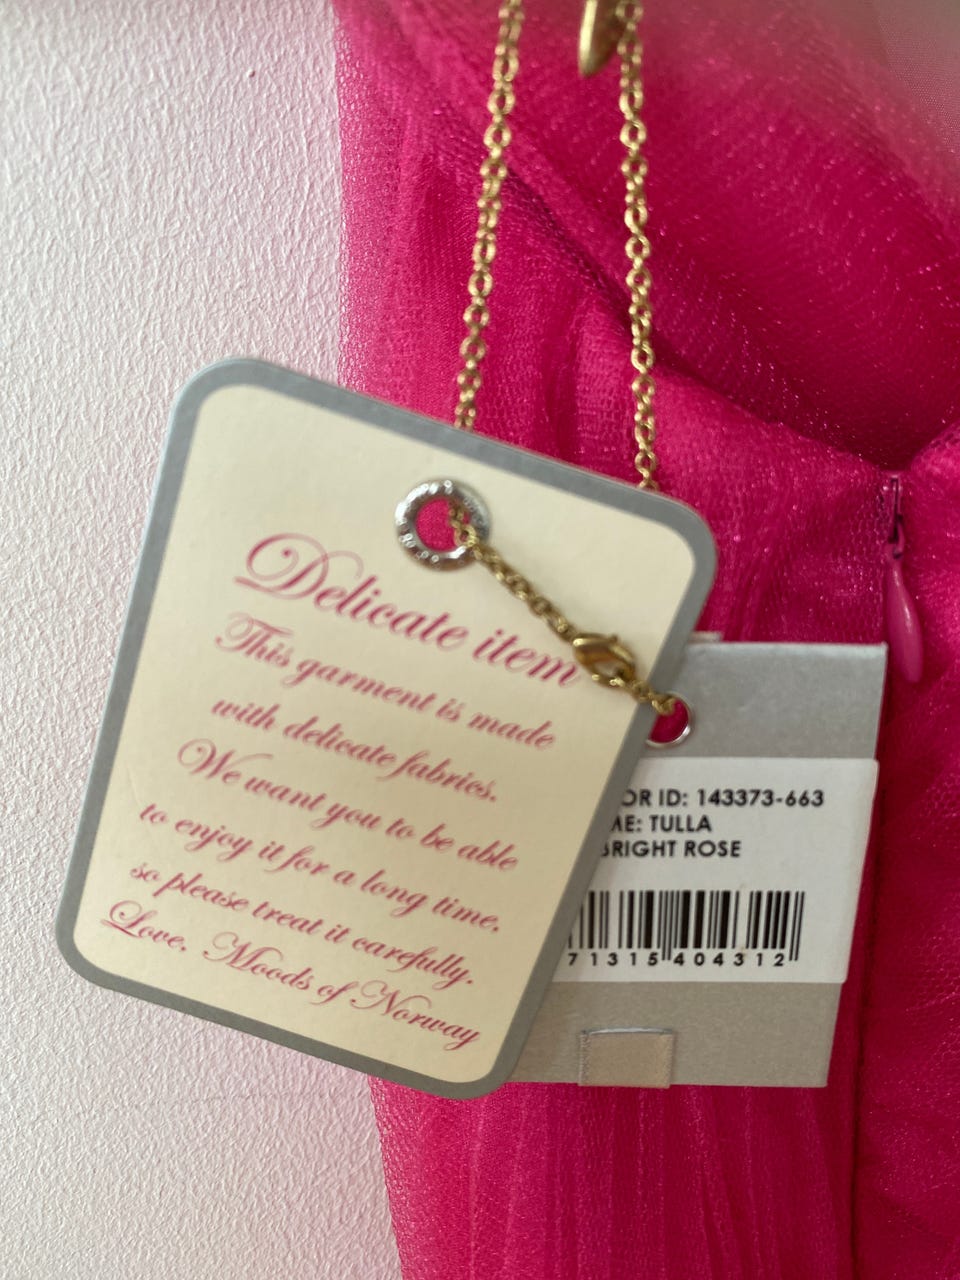 Delicate item
This garment is made
with delicate fabrics.
We want you to be able
to enjoy it for a long time,
so please treat it carefully.
Love, Moods of Norway
OR ID: 143373-663
ME: TULLA
BRIGHT ROSE
71315 404312